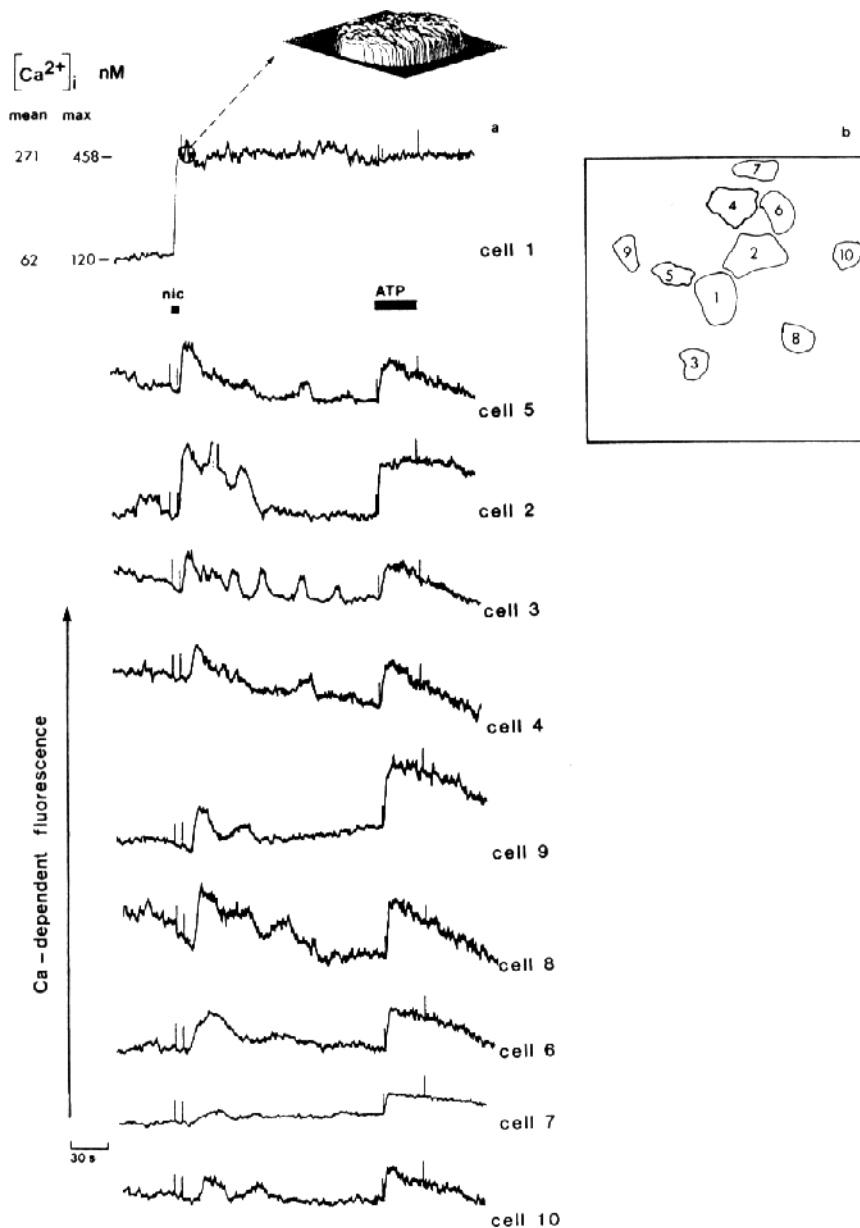 [Ca2+]i nM
mean max
a
b
271 458
62 120
cell 1
7
4 6
9 2 10
5
1
8
3
nic ATP
cell 5
cell 2
cell 3
cell 4
cell 9
cell 8
cell 6
cell 7
cell 10
Ca-dependent fluorescence
30 s